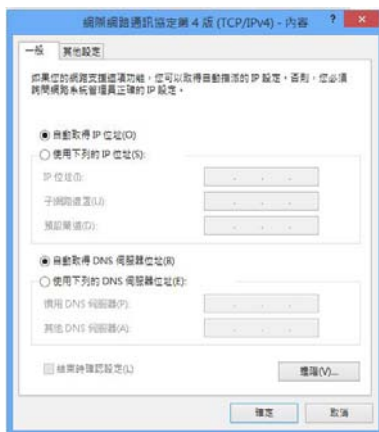 網際網路通訊協定第 4 版 (TCP/IPv4) - 內容
?
一般
其他設定
如果您的網路支援這項功能，您可以取得自動指派的 IP 設定。否則，您必須
詢問網路系統管理員正確的 IP 設定。
自動取得 IP 位址(O)
使用下列的 IP 位址(S):
IP 位址(I):
子網路遮罩(U):
預設閘道(D):
自動取得 DNS 伺服器位址(B)
使用下列的 DNS 伺服器位址(E):
慣用 DNS 伺服器(P):
其他 DNS 伺服器(A):
結束時確認設定(L)
進階(V)...
確定
取消